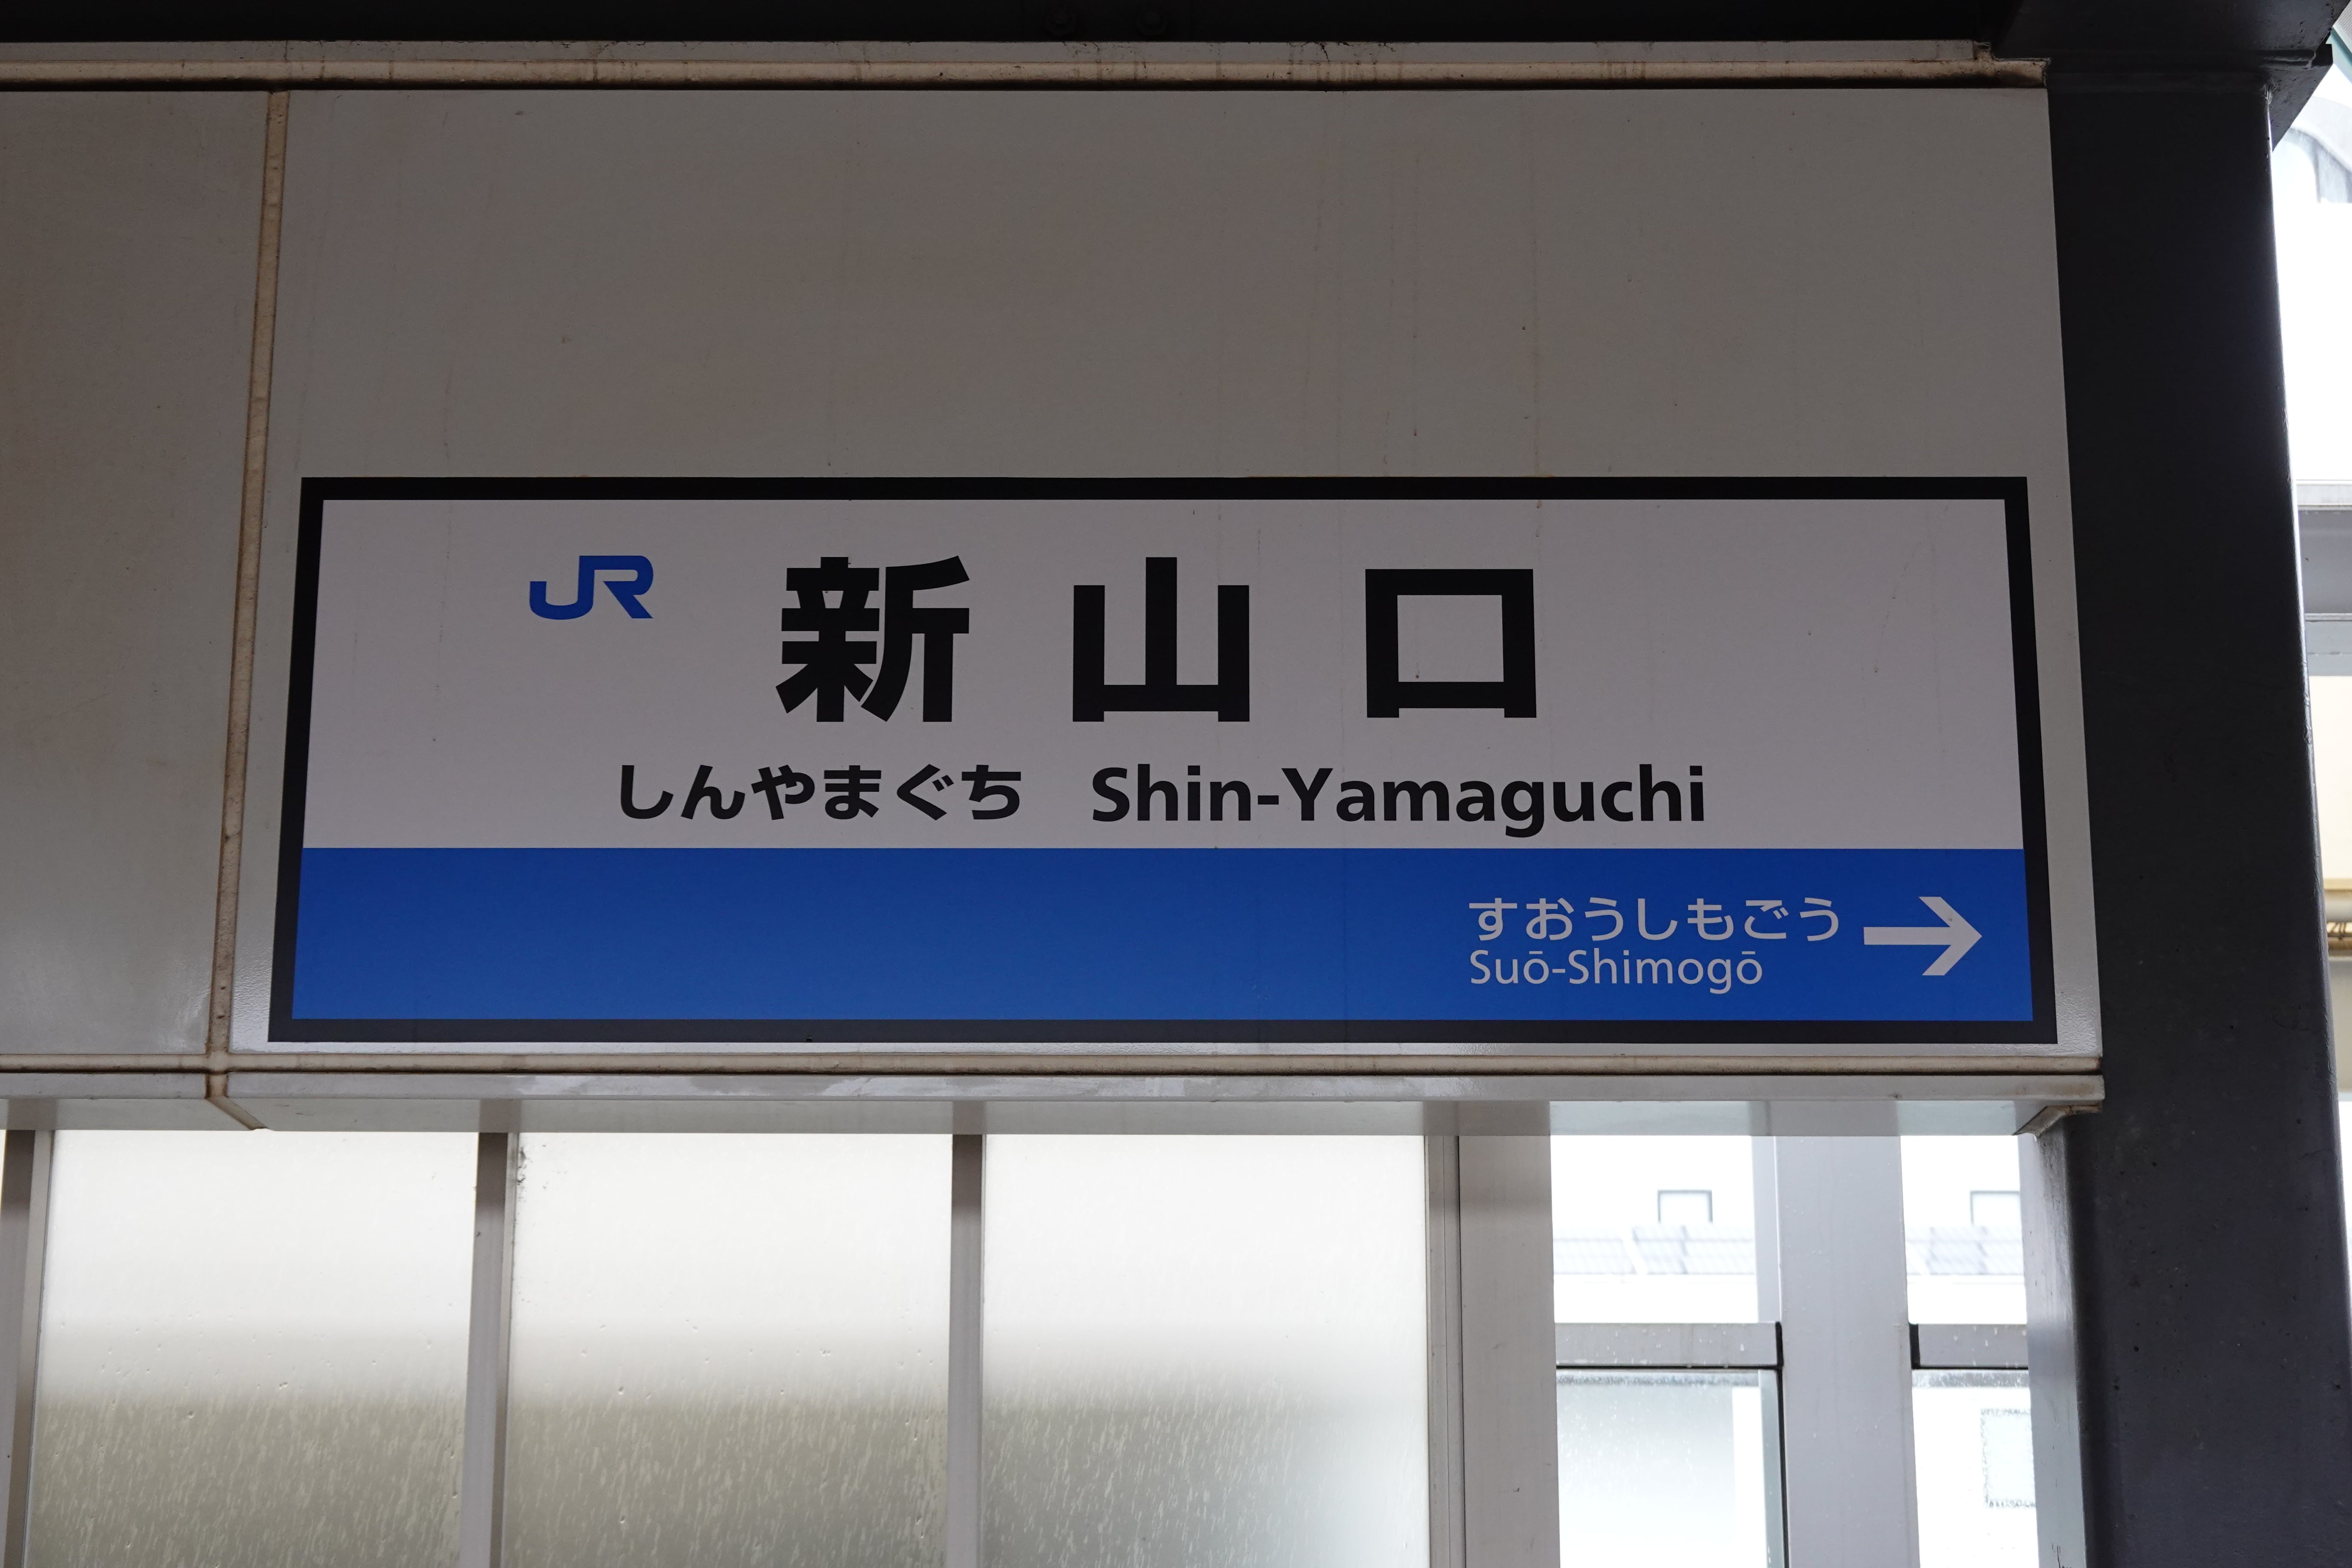 JR 新山口
しんやまぐち Shin-Yamaguchi
すおうしもごう →
Suō-Shimogō